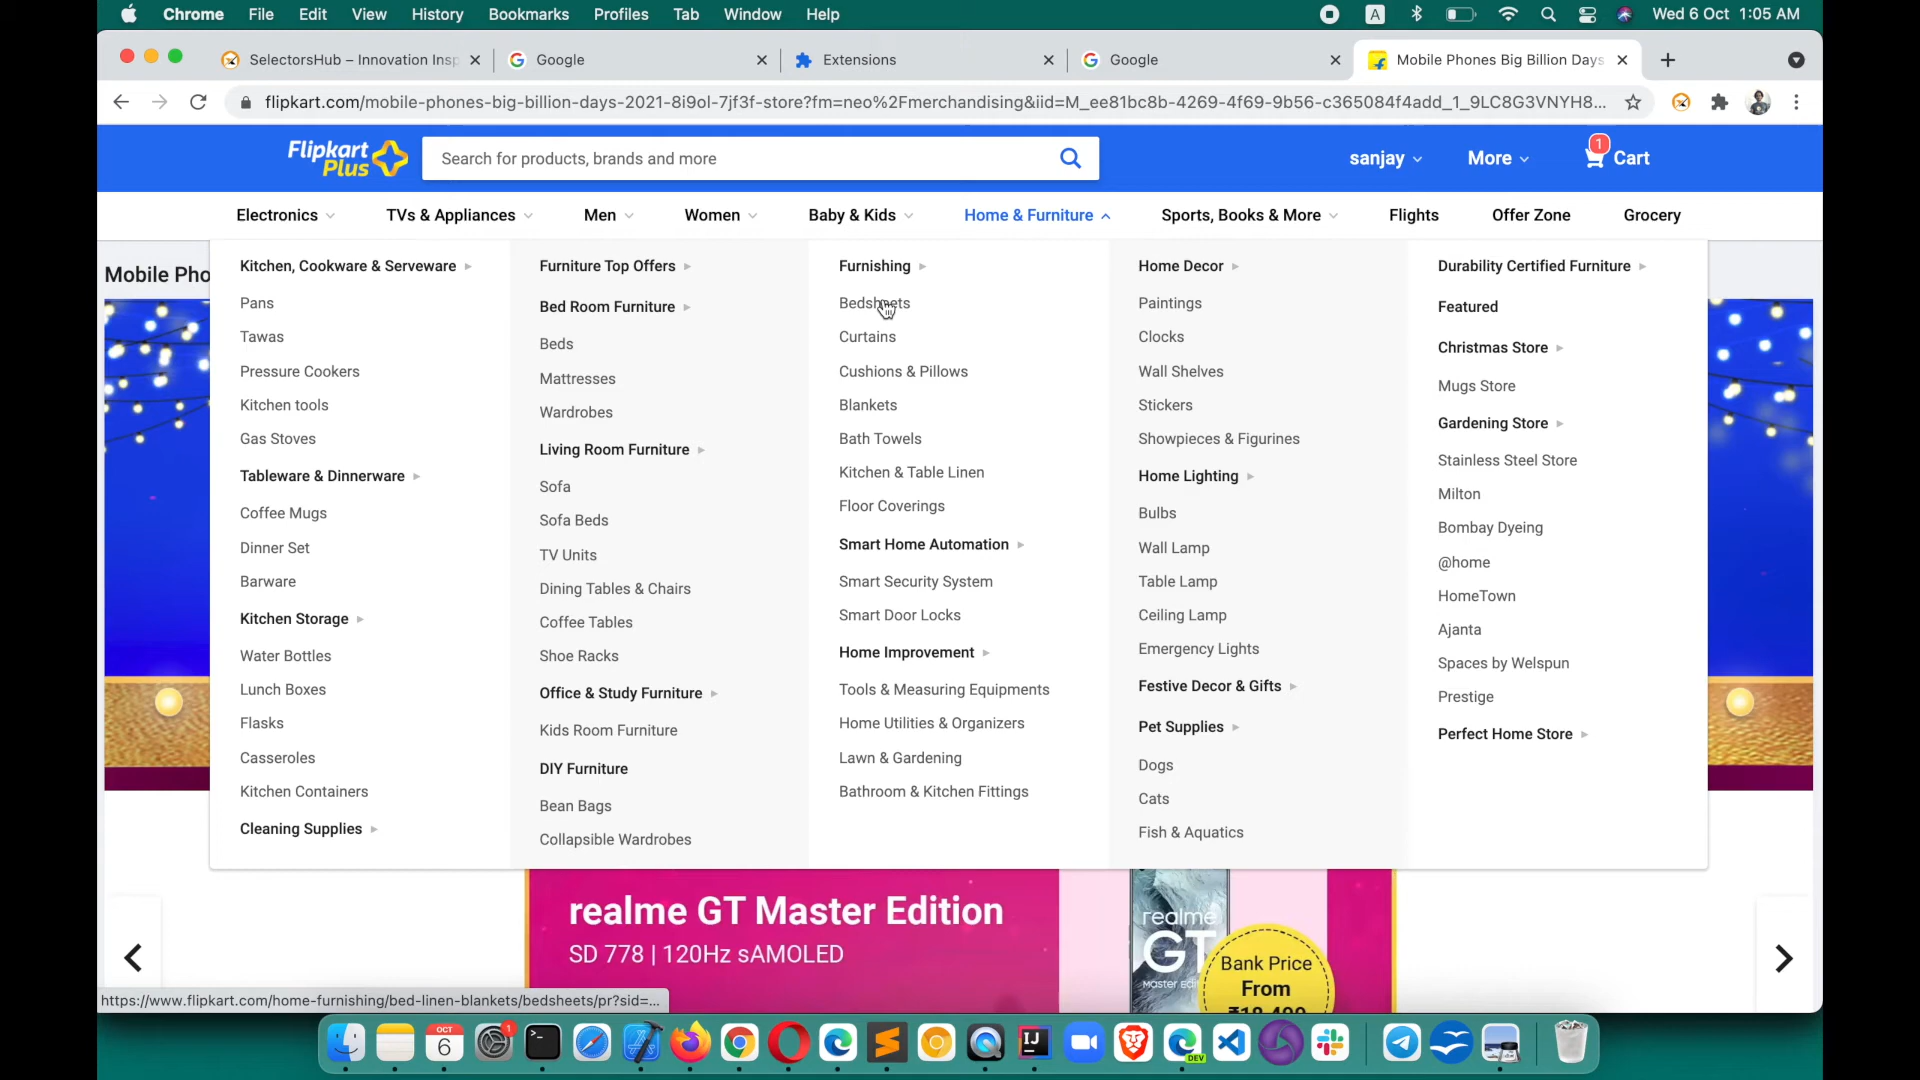 Chrome File Edit View History Bookmarks Profiles Tab Window Help A Wed 6 Oct 1:05 AM
SelectorsHub – Innovation Insp Google Extensions Google Mobile Phones Big Billion Days
flipkart.com/mobile-phones-big-billion-days-2021-8i9ol-7jf3f-store?fm=neo%2Fmerchandising&iid=M_ee81bc8b-4269-4f69-9b56-c365084f4add_1_9LC8G3VNYH8...
Flipkart Plus Search for products, brands and more sanjay More 1 Cart
Electronics TVs & Appliances Men Women Baby & Kids Home & Furniture Sports, Books & More Flights Offer Zone Grocery
Mobile Pho
Kitchen, Cookware & Serveware
Pans
Tawas
Pressure Cookers
Kitchen tools
Gas Stoves
Tableware & Dinnerware
Coffee Mugs
Dinner Set
Barware
Kitchen Storage
Water Bottles
Lunch Boxes
Flasks
Casseroles
Kitchen Containers
Cleaning Supplies
Furniture Top Offers
Bed Room Furniture
Beds
Mattresses
Wardrobes
Living Room Furniture
Sofa
Sofa Beds
TV Units
Dining Tables & Chairs
Coffee Tables
Shoe Racks
Office & Study Furniture
Kids Room Furniture
DIY Furniture
Bean Bags
Collapsible Wardrobes
Furnishing
Bedsheets
Curtains
Cushions & Pillows
Blankets
Bath Towels
Kitchen & Table Linen
Floor Coverings
Smart Home Automation
Smart Security System
Smart Door Locks
Home Improvement
Tools & Measuring Equipments
Home Utilities & Organizers
Lawn & Gardening
Bathroom & Kitchen Fittings
Home Decor
Paintings
Clocks
Wall Shelves
Stickers
Showpieces & Figurines
Home Lighting
Bulbs
Wall Lamp
Table Lamp
Ceiling Lamp
Emergency Lights
Festive Decor & Gifts
Pet Supplies
Dogs
Cats
Fish & Aquatics
Durability Certified Furniture
Featured
Christmas Store
Mugs Store
Gardening Store
Stainless Steel Store
Milton
Bombay Dyeing
@home
HomeTown
Ajanta
Spaces by Welspun
Prestige
Perfect Home Store
realme GT Master Edition
SD 778 | 120Hz sAMOLED
realme
GT
Master Edi
Bank Price
From
https://www.flipkart.com/home-furnishing/bed-linen-blankets/bedsheets/pr?sid=...
OCT
6
1
IJ
DEV